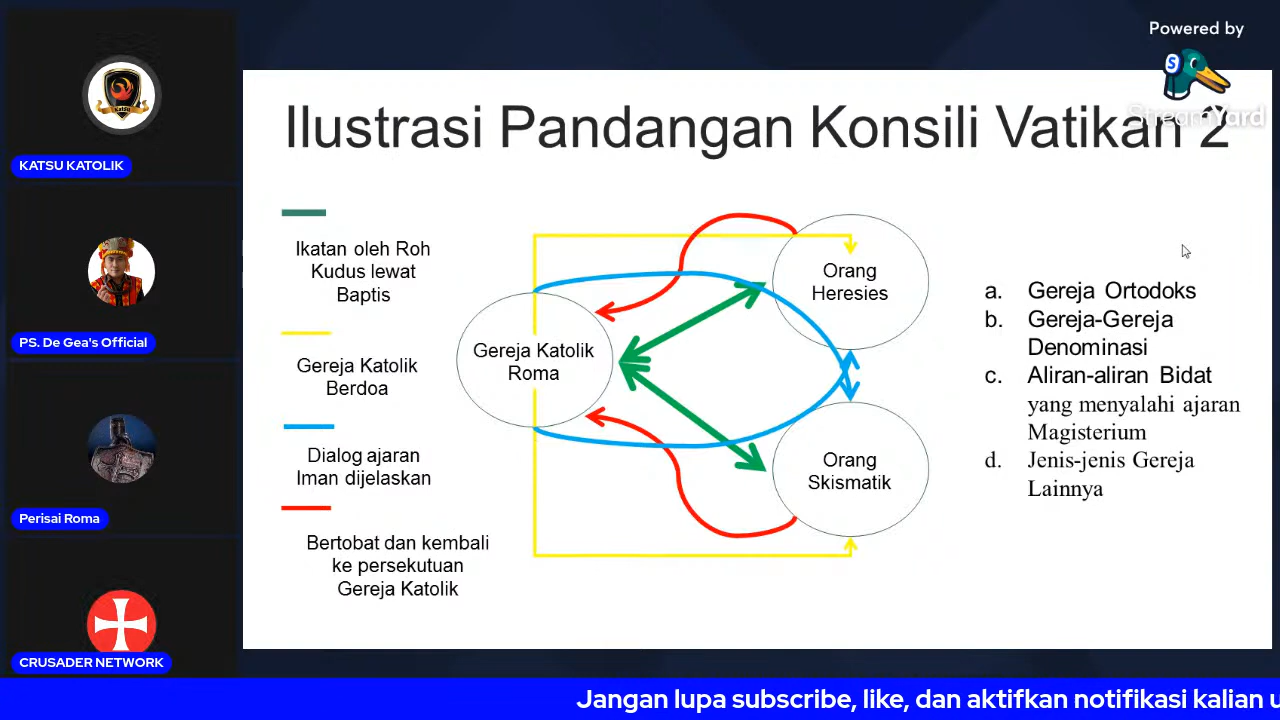 Powered by
StreamYard
KATSU KATOLIK
PS. De Gea's Official
Perisai Roma
CRUSADER NETWORK
Ilustrasi Pandangan Konsili Vatikan 2
Ikatan oleh Roh
Kudus lewat
Baptis
Gereja Katolik
Berdoa
Dialog ajaran
Iman dijelaskan
Bertobat dan kembali
ke persekutuan
Gereja Katolik
Gereja Katolik
Roma
Orang
Heresies
Orang
Skismatik
a. Gereja Ortodoks
b. Gereja-Gereja
Denominasi
c. Aliran-aliran Bidat
yang menyalahi ajaran
Magisterium
d. Jenis-jenis Gereja
Lainnya
Jangan lupa subscribe, like, dan aktifkan notifikasi kalian u